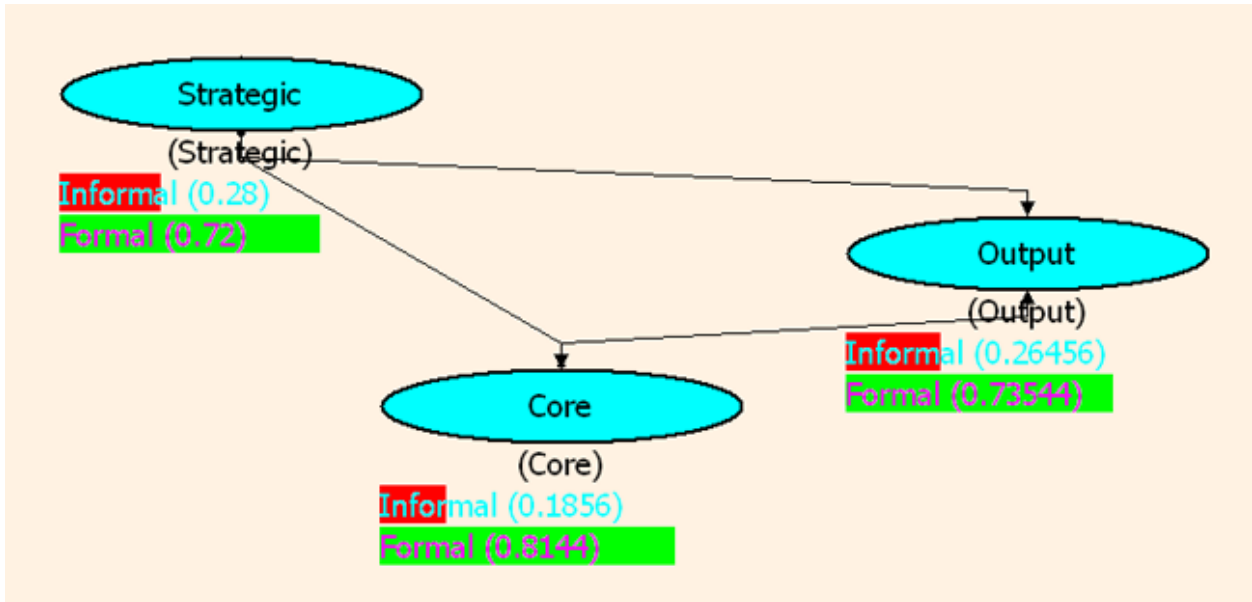 Strategic
(Strategic)
Informal (0.28)
Formal (0.72)
Output
(Output)
Informal (0.26456)
Formal (0.73544)
Core
(Core)
Informal (0.1856)
Formal (0.8144)